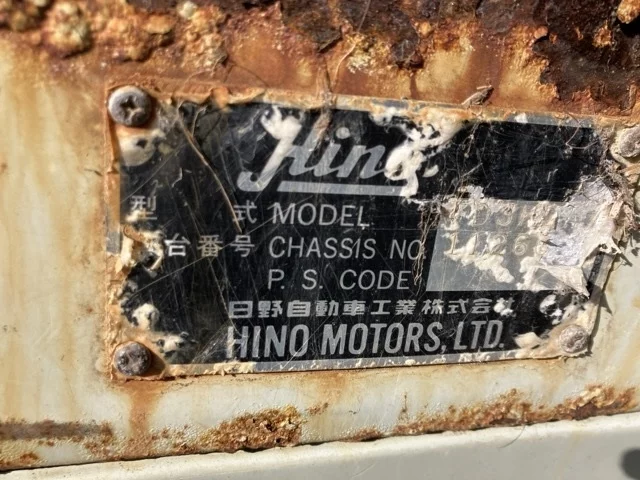 Hino
型 式 MODEL
台番号 CHASSIS NO.
P. S. CODE
日野自動車工業株式会社
HINO MOTORS, LTD.